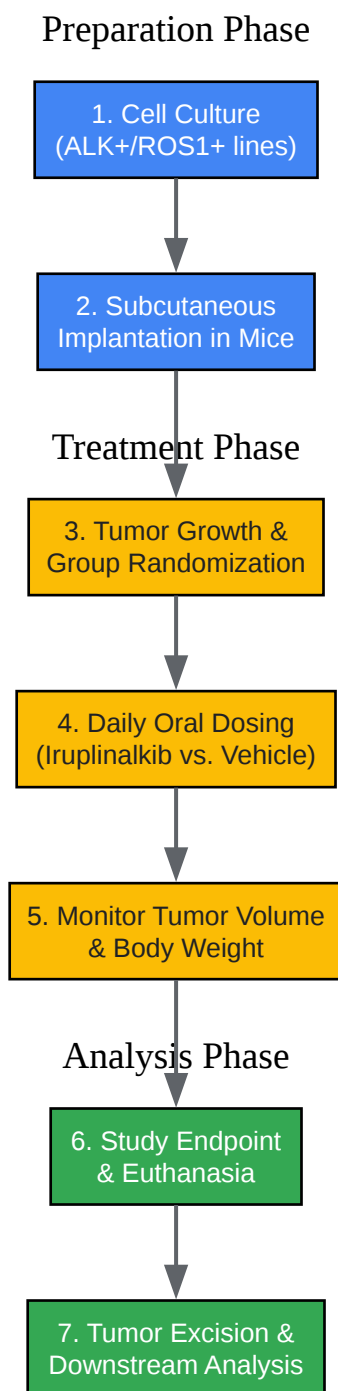 Preparation Phase
1. Cell Culture
(ALK+/ROS1+ lines)
2. Subcutaneous
Implantation in Mice
Treatment Phase
3. Tumor Growth &
Group Randomization
4. Daily Oral Dosing
(Iruplinalkib vs. Vehicle)
5. Monitor Tumor Volume
& Body Weight
Analysis Phase
6. Study Endpoint
& Euthanasia
7. Tumor Excision &
Downstream Analysis